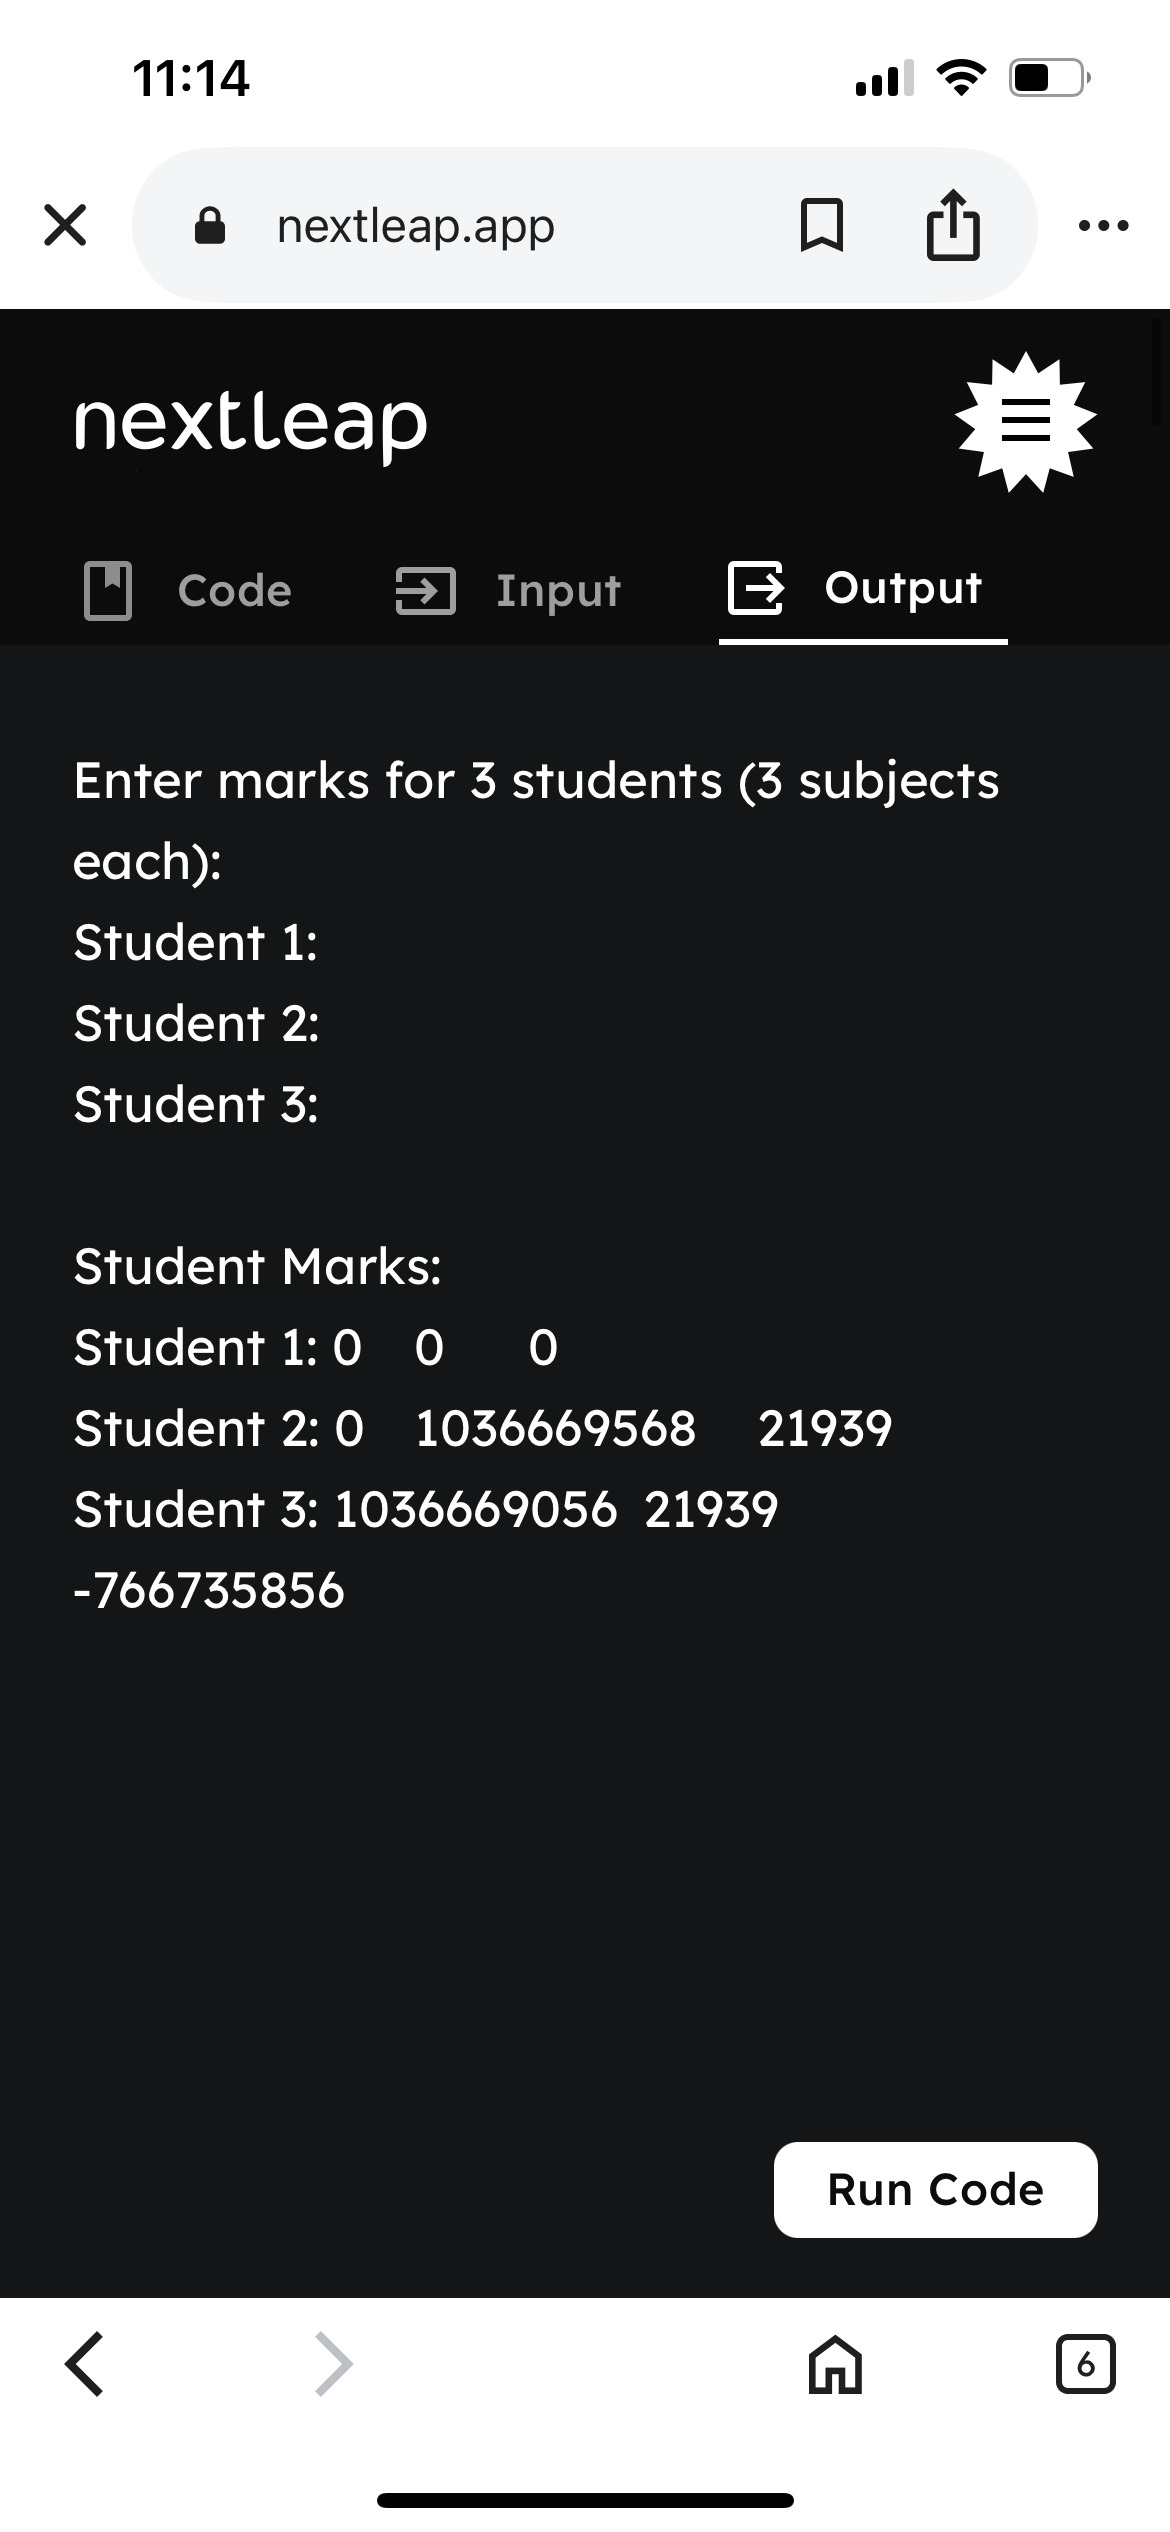 11:14
nextleap.app
nextleap
Code Input Output
Enter marks for 3 students (3 subjects
each):
Student 1:
Student 2:
Student 3:
Student Marks:
Student 1: 0 0 0
Student 2: 0 1036669568 21939
Student 3: 1036669056 21939
-766735856
Run Code
6